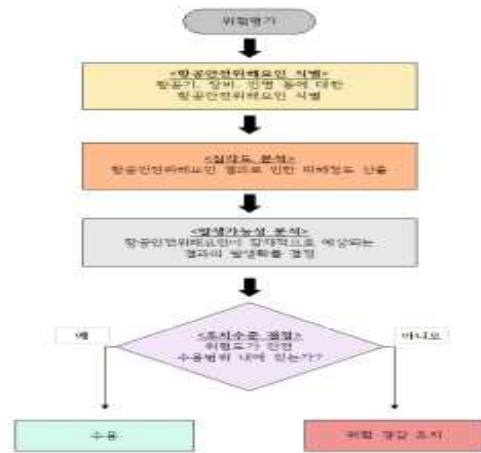 위험평가
<항공안전위해요인 식별>
항공기, 장비, 인명 등에 대한
항공안전위해요인 식별
<심각도 분석>
항공안전위해요인 결과로 인한 피해정도 산출
<발생가능성 분석>
항공안전위해요인이 잠재적으로 예상되는
결과의 발생확률 결정
<조치수준 결정>
위험도가 안전
수용범위 내에 있는가?
예
아니오
수용
위험 경감 조치